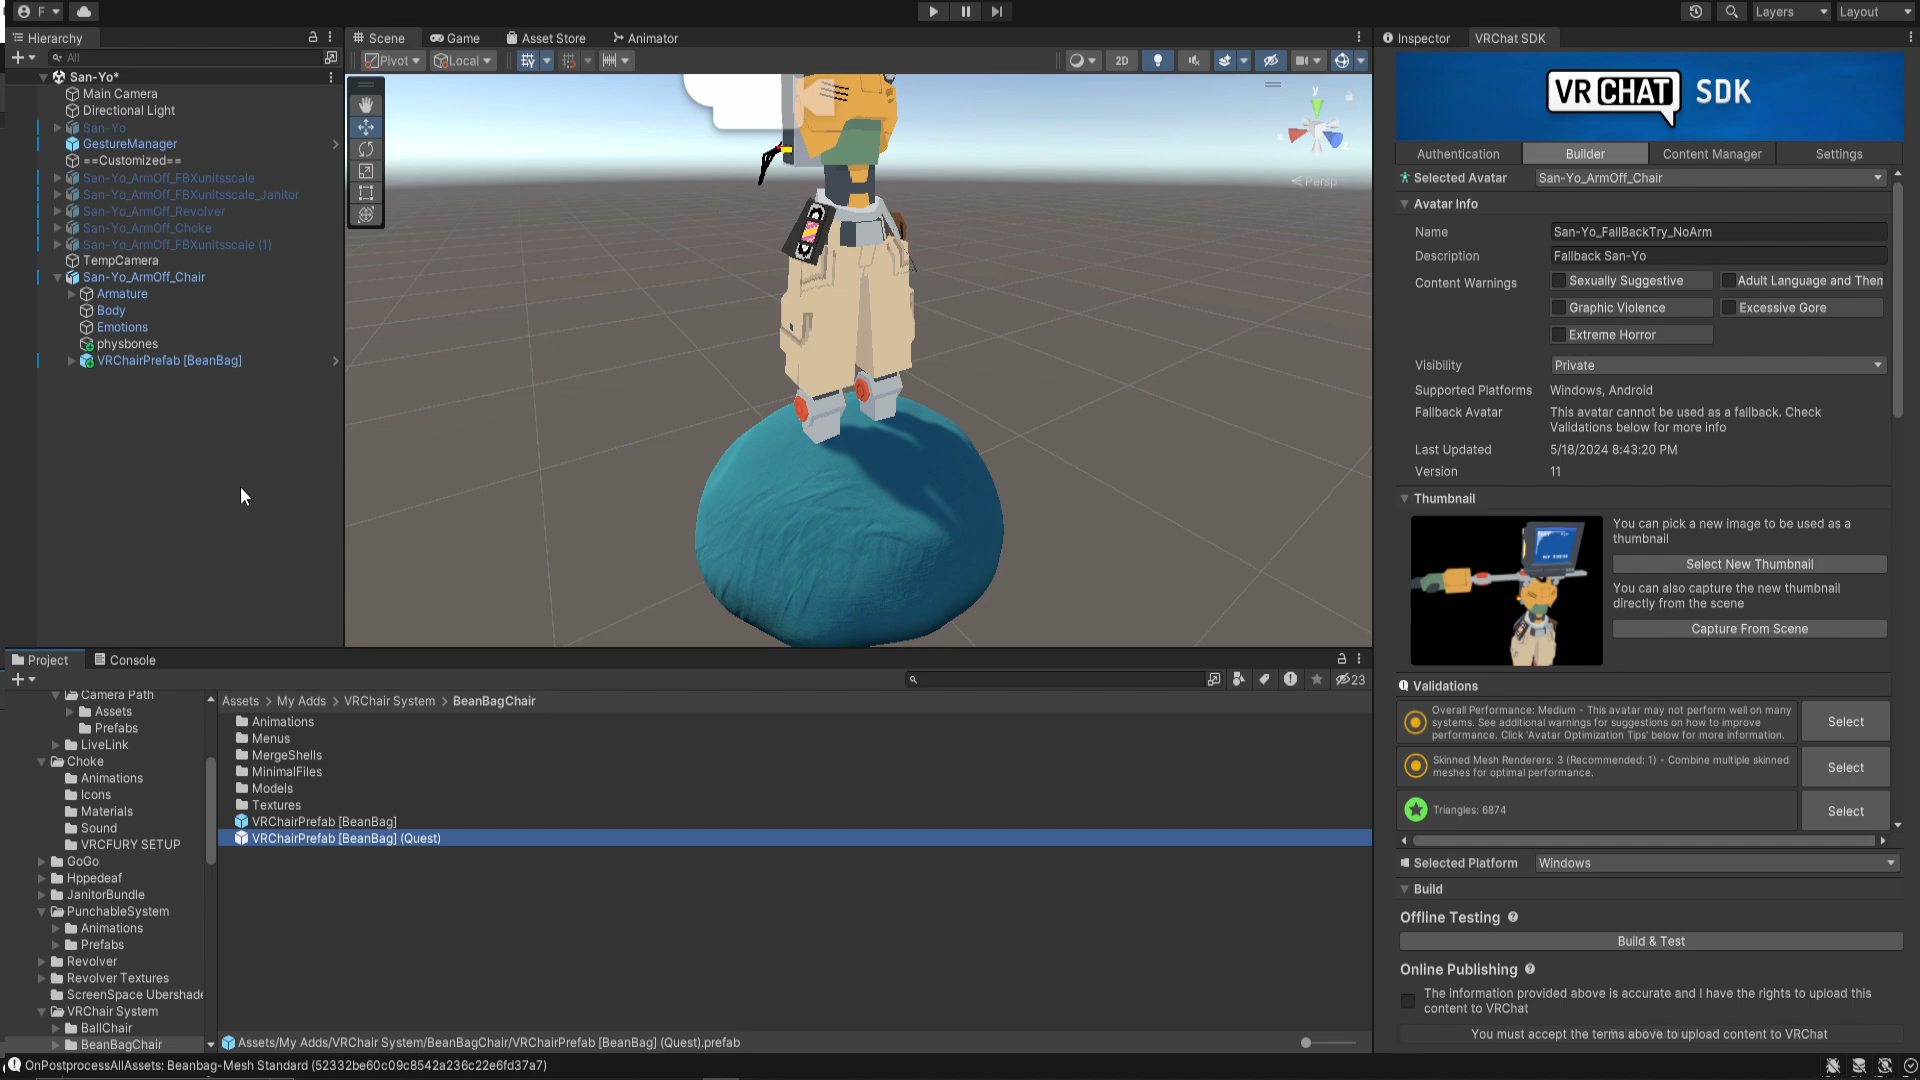 F
Layers
Layout
Hierarchy
Scene
Game
Asset Store
Animator
Inspector
VRChat SDK
All
Pivot
Local
2D
San-Yo*
Main Camera
Directional Light
San-Yo
GestureManager
==Customized==
San-Yo_ArmOff_FBXunitsscale
San-Yo_ArmOff_FBXunitsscale_Janitor
San-Yo_ArmOff_Revolver
San-Yo_ArmOff_Choke
San-Yo_ArmOff_FBXunitsscale (1)
TempCamera
San-Yo_ArmOff_Chair
Armature
Body
Emotions
physbones
VRChairPrefab [BeanBag]
y
x
Persp
VR CHAT SDK
Authentication
Builder
Content Manager
Settings
Selected Avatar
San-Yo_ArmOff_Chair
Avatar Info
Name
San-Yo_FallBackTry_NoArm
Description
Fallback San-Yo
Content Warnings
Sexually Suggestive
Adult Language and Them
Graphic Violence
Excessive Gore
Extreme Horror
Visibility
Private
Supported Platforms
Windows, Android
Fallback Avatar
This avatar cannot be used as a fallback. Check
Validations below for more info
Last Updated
5/18/2024 8:43:20 PM
Version
11
Thumbnail
You can pick a new image to be used as a
thumbnail
Select New Thumbnail
You can also capture the new thumbnail
directly from the scene
Capture From Scene
Validations
Overall Performance: Medium - This avatar may not perform well on many
systems. See additional warnings for suggestions on how to improve
performance. Click 'Avatar Optimization Tips' below for more information.
Select
Skinned Mesh Renderers: 3 (Recommended: 1) - Combine multiple skinned
meshes for optimal performance.
Select
Triangles: 6874
Select
Selected Platform
Windows
Build
Offline Testing
Build & Test
Online Publishing
The information provided above is accurate and I have the rights to upload this
content to VRChat
You must accept the terms above to upload content to VRChat
Project
Console
23
Camera Path
Assets
Prefabs
LiveLink
Choke
Animations
Icons
Materials
Sound
VRCFURY SETUP
GoGo
Hppedeaf
JanitorBundle
PunchableSystem
Animations
Prefabs
Revolver
Revolver Textures
ScreenSpace Ubershade
VRChair System
BallChair
BeanBagChair
Assets > My Adds > VRChair System > BeanBagChair
Animations
Menus
MergeShells
MinimalFiles
Models
Textures
VRChairPrefab [BeanBag]
VRChairPrefab [BeanBag] (Quest)
Assets/My Adds/VRChair System/BeanBagChair/VRChairPrefab [BeanBag] (Quest).prefab
OnPostprocessAllAssets: Beanbag-Mesh Standard (52332be60c09c8542a236c22e6fd37a7)